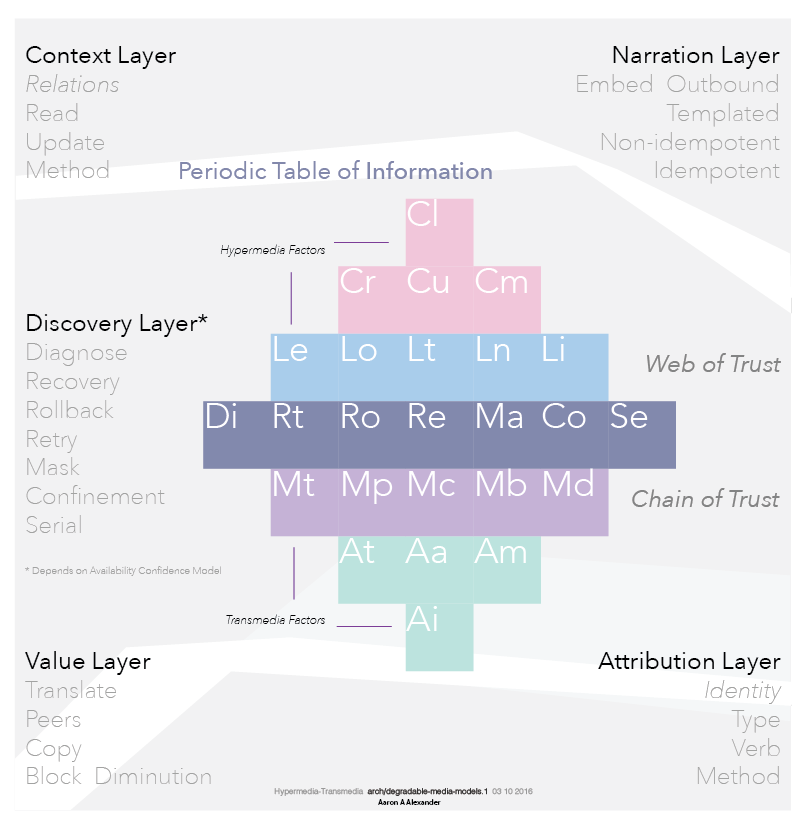 Context Layer
Relations
Read
Update
Method
Narration Layer
Embed Outbound
Templated
Non-idempotent
Idempotent
Periodic Table of Information
Cl
Hypermedia Factors
Cr Cu Cm
Discovery Layer*
Diagnose
Recovery
Rollback
Retry
Mask
Confinement
Serial
* Depends on Availability Confidence Model
Le Lo Lt Ln Li
Web of Trust
Di Rt Ro Re Ma Co Se
Mt Mp Mc Mb Md
Chain of Trust
At Aa Am
Transmedia Factors
Ai
Value Layer
Translate
Peers
Copy
Block Diminution
Attribution Layer
Identity
Type
Verb
Method
Hypermedia-Transmedia arch/degradable-media-models.1 03 10 2016
Aaron A Alexander